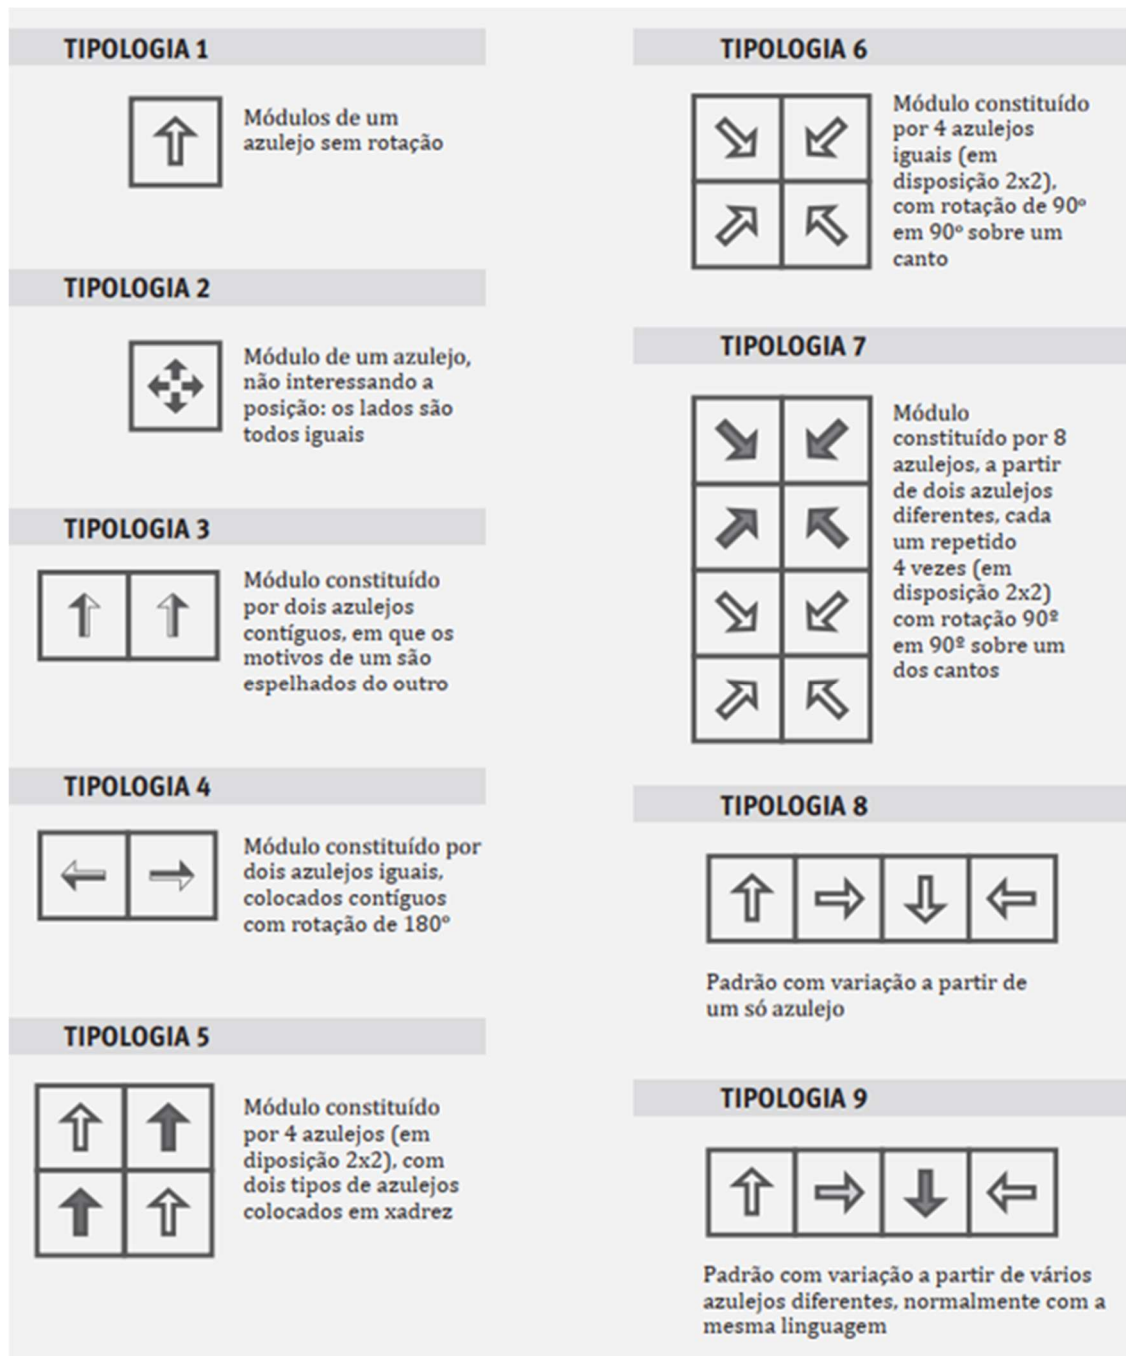 TIPOLOGIA 1
Módulos de um
azulejo sem rotação
TIPOLOGIA 2
Módulo de um azulejo,
não interessando a
posição: os lados são
todos iguais
TIPOLOGIA 3
Módulo constituído
por dois azulejos
contíguos, em que os
motivos de um são
espelhados do outro
TIPOLOGIA 4
Módulo constituído por
dois azulejos iguais,
colocados contíguos
com rotação de 180°
TIPOLOGIA 5
Módulo constituído
por 4 azulejos (em
diposição 2x2), com
dois tipos de azulejos
colocados em xadrez
TIPOLOGIA 6
Módulo constituído
por 4 azulejos
iguais (em
disposição 2x2),
com rotação de 90º
em 90º sobre um
canto
TIPOLOGIA 7
Módulo
constituído por 8
azulejos, a partir
de dois azulejos
diferentes, cada
um repetido
4 vezes (em
disposição 2x2)
com rotação 90º
em 90º sobre um
dos cantos
TIPOLOGIA 8
Padrão com variação a partir de
um só azulejo
TIPOLOGIA 9
Padrão com variação a partir de vários
azulejos diferentes, normalmente com a
mesma linguagem